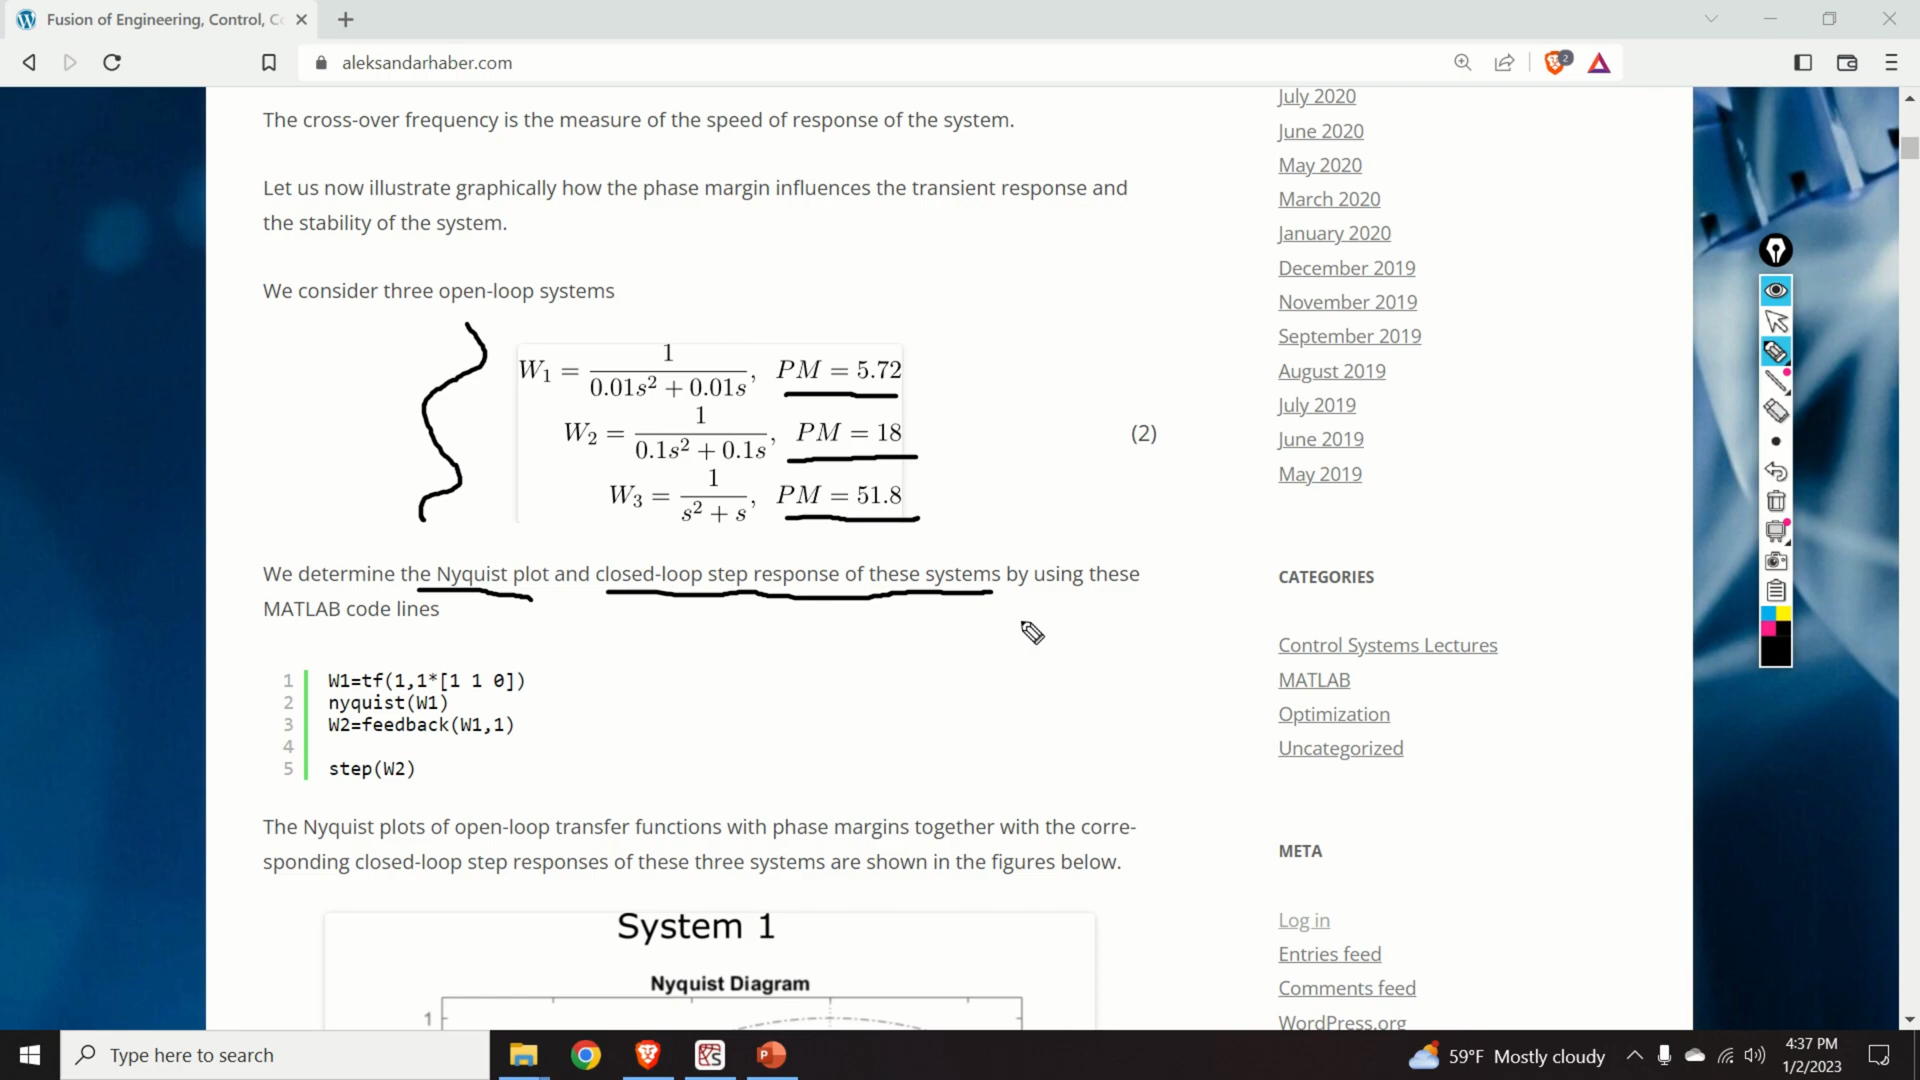 Fusion of Engineering, Control, Co
aleksandarhaber.com
2
The cross-over frequency is the measure of the speed of response of the system.
Let us now illustrate graphically how the phase margin influences the transient response and
the stability of the system.
We consider three open-loop systems
W₁ = 1 / (0.01s² + 0.01s), PM = 5.72
W₂ = 1 / (0.1s² + 0.1s), PM = 18
(2)
W₃ = 1 / (s² + s), PM = 51.8
We determine the Nyquist plot and closed-loop step response of these systems by using these
MATLAB code lines
1 W1=tf(1,1*[1 1 0])
2 nyquist(W1)
3 W2=feedback(W1,1)
4
5 step(W2)
The Nyquist plots of open-loop transfer functions with phase margins together with the corre-
sponding closed-loop step responses of these three systems are shown in the figures below.
System 1
Nyquist Diagram
1
July 2020
June 2020
May 2020
March 2020
January 2020
December 2019
November 2019
September 2019
August 2019
July 2019
June 2019
May 2019
CATEGORIES
Control Systems Lectures
MATLAB
Optimization
Uncategorized
META
Log in
Entries feed
Comments feed
WordPress.org
Type here to search
59°F Mostly cloudy
4:37 PM
1/2/2023